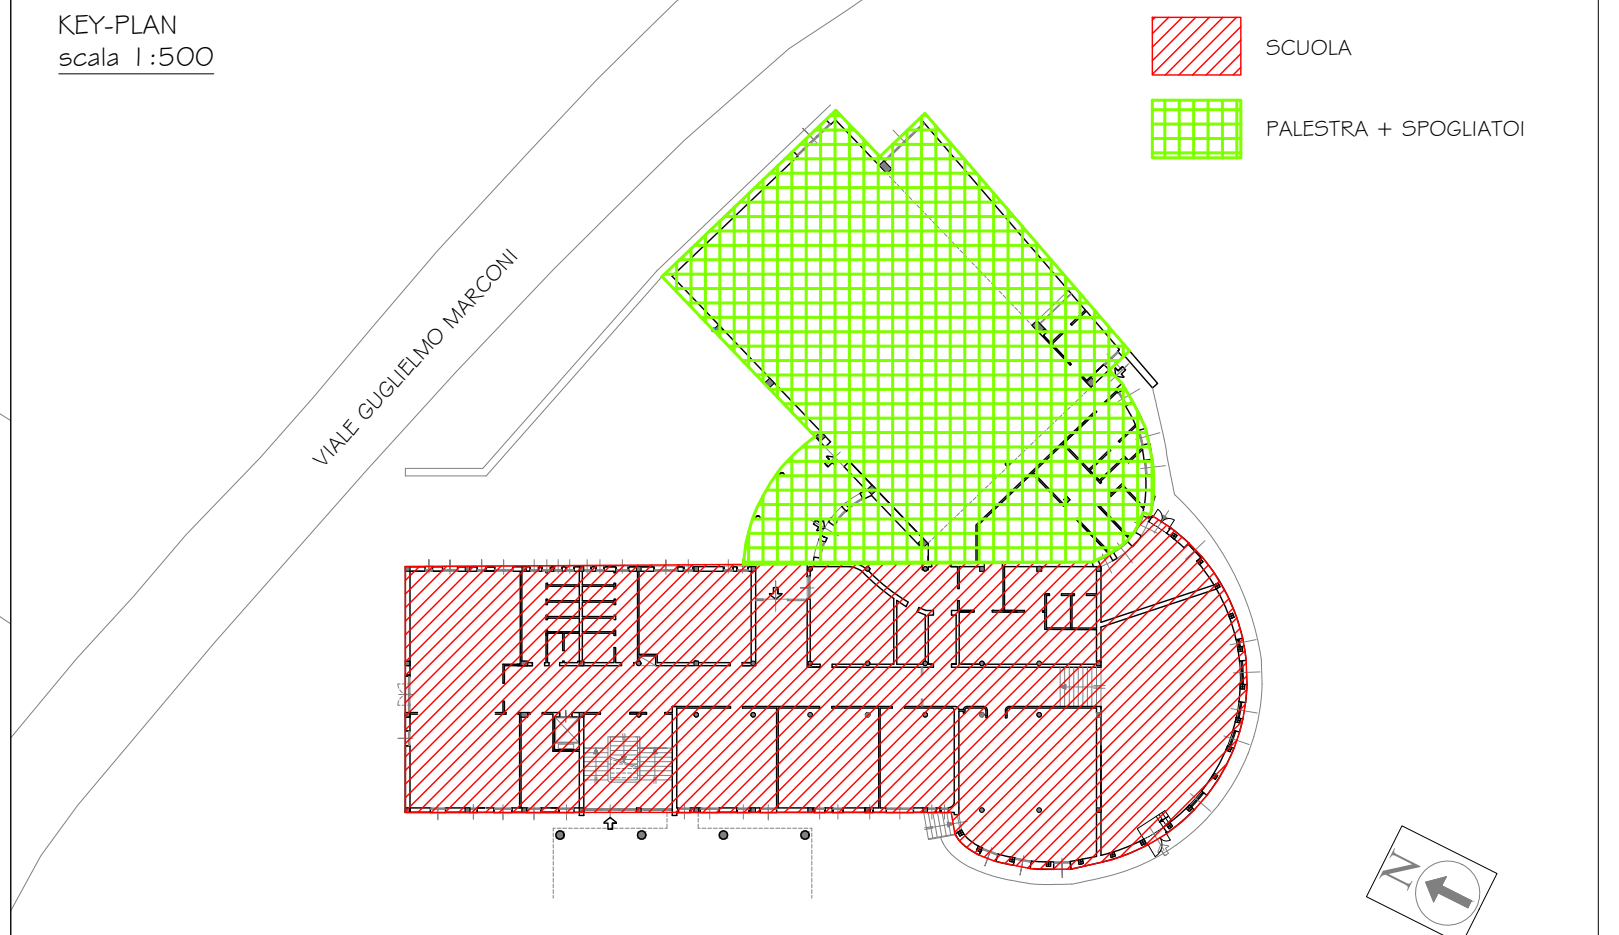 KEY-PLAN
scala 1:500
SCUOLA
PALESTRA + SPOGLIATOI
VIALE GUGLIELMO MARCONI
N